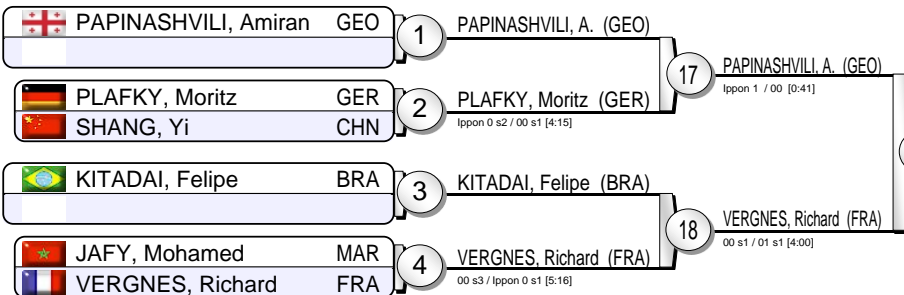 PAPINASHVILI, Amiran GEO
1
PLAFKY, Moritz GER
SHANG, Yi CHN
2
KITADAI, Felipe BRA
3
JAFY, Mohamed MAR
VERGNES, Richard FRA
4
PAPINASHVILI, A. (GEO)
PLAFKY, Moritz (GER)
Ippon 0 s2 / 00 s1 [4:15]
17
KITADAI, Felipe (BRA)
VERGNES, Richard (FRA)
00 s3 / Ippon 0 s1 [5:16]
18
PAPINASHVILI, A. (GEO)
Ippon 1 / 00 [0:41]
VERGNES, Richard (FRA)
00 s1 / 01 s1 [4:00]